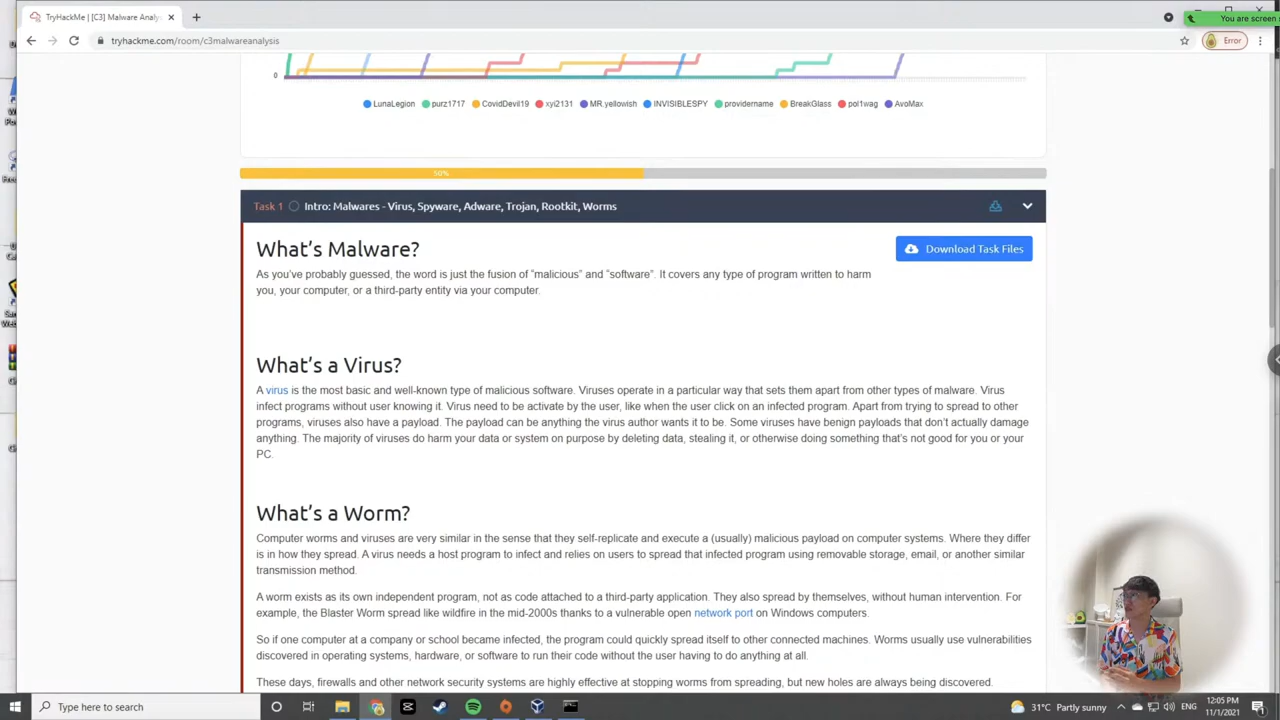 TryHackMe | [C3] Malware Analy
You are screen s
tryhackme.com/room/c3malwareanalysis
Error
0
LunaLegion purz1717 CovidDevil19 xyi2131 MR.yellowish INVISIBLESPY providername BreakGlass pol1wag AvoMax
50%
Task 1 Intro: Malwares - Virus, Spyware, Adware, Trojan, Rootkit, Worms
What's Malware?
Download Task Files
As you've probably guessed, the word is just the fusion of "malicious" and "software". It covers any type of program written to harm
you, your computer, or a third-party entity via your computer.
What's a Virus?
A virus is the most basic and well-known type of malicious software. Viruses operate in a particular way that sets them apart from other types of malware. Virus
infect programs without user knowing it. Virus need to be activate by the user, like when the user click on an infected program. Apart from trying to spread to other
programs, viruses also have a payload. The payload can be anything the virus author wants it to be. Some viruses have benign payloads that don't actually damage
anything. The majority of viruses do harm your data or system on purpose by deleting data, stealing it, or otherwise doing something that's not good for you or your
PC.
What's a Worm?
Computer worms and viruses are very similar in the sense that they self-replicate and execute a (usually) malicious payload on computer systems. Where they differ
is in how they spread. A virus needs a host program to infect and relies on users to spread that infected program using removable storage, email, or another similar
transmission method.
A worm exists as its own independent program, not as code attached to a third-party application. They also spread by themselves, without human intervention. For
example, the Blaster Worm spread like wildfire in the mid-2000s thanks to a vulnerable open network port on Windows computers.
So if one computer at a company or school became infected, the program could quickly spread itself to other connected machines. Worms usually use vulnerabilities
discovered in operating systems, hardware, or software to run their code without the user having to do anything at all.
These days, firewalls and other network security systems are highly effective at stopping worms from spreading, but new holes are always being discovered.
Type here to search
31°C Partly sunny
12:05 PM
11/1/2021